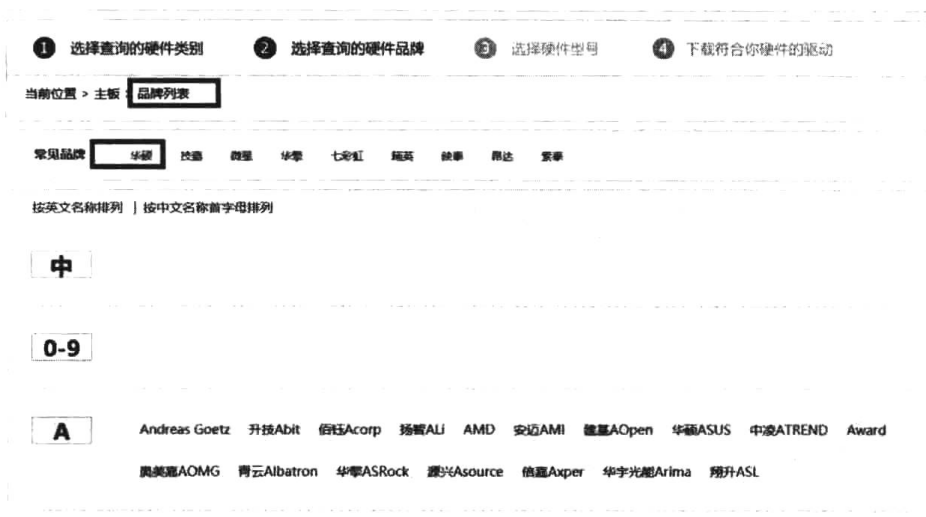 1 选择查询的硬件类别 2 选择查询的硬件品牌 3 选择硬件型号 4 下载符合你硬件的驱动
当前位置 > 主板 品牌列表
常见品牌 华硕 技嘉 微星 华擎 七彩虹 映泰 昂达
按英文名称排列 | 按中文名称首字母排列
中
0-9
A Andreas Goetz 升技Abit 佰钰Acorp 扬智ALi AMD 安迈AMI 建基AOpen 华硕ASUS 中凌ATREND Award
奥美嘉AOMG 青云Albatron 华擎ASRock 源兴Asource 倍嘉Axper 华宇光能Arima 翔升ASL